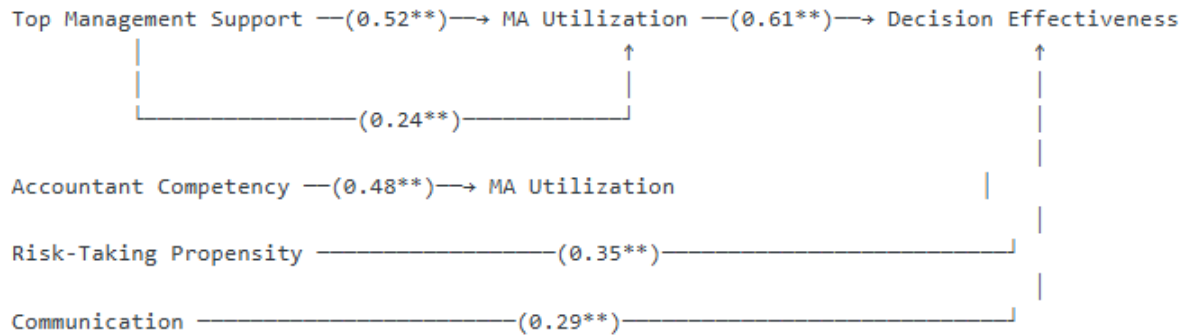 Top Management Support ──(0.52**)──→ MA Utilization ──(0.61**)──→ Decision Effectiveness
(0.24**)
Accountant Competency ──(0.48**)──→ MA Utilization
Risk-Taking Propensity ──(0.35**)──
Communication ──(0.29**)──